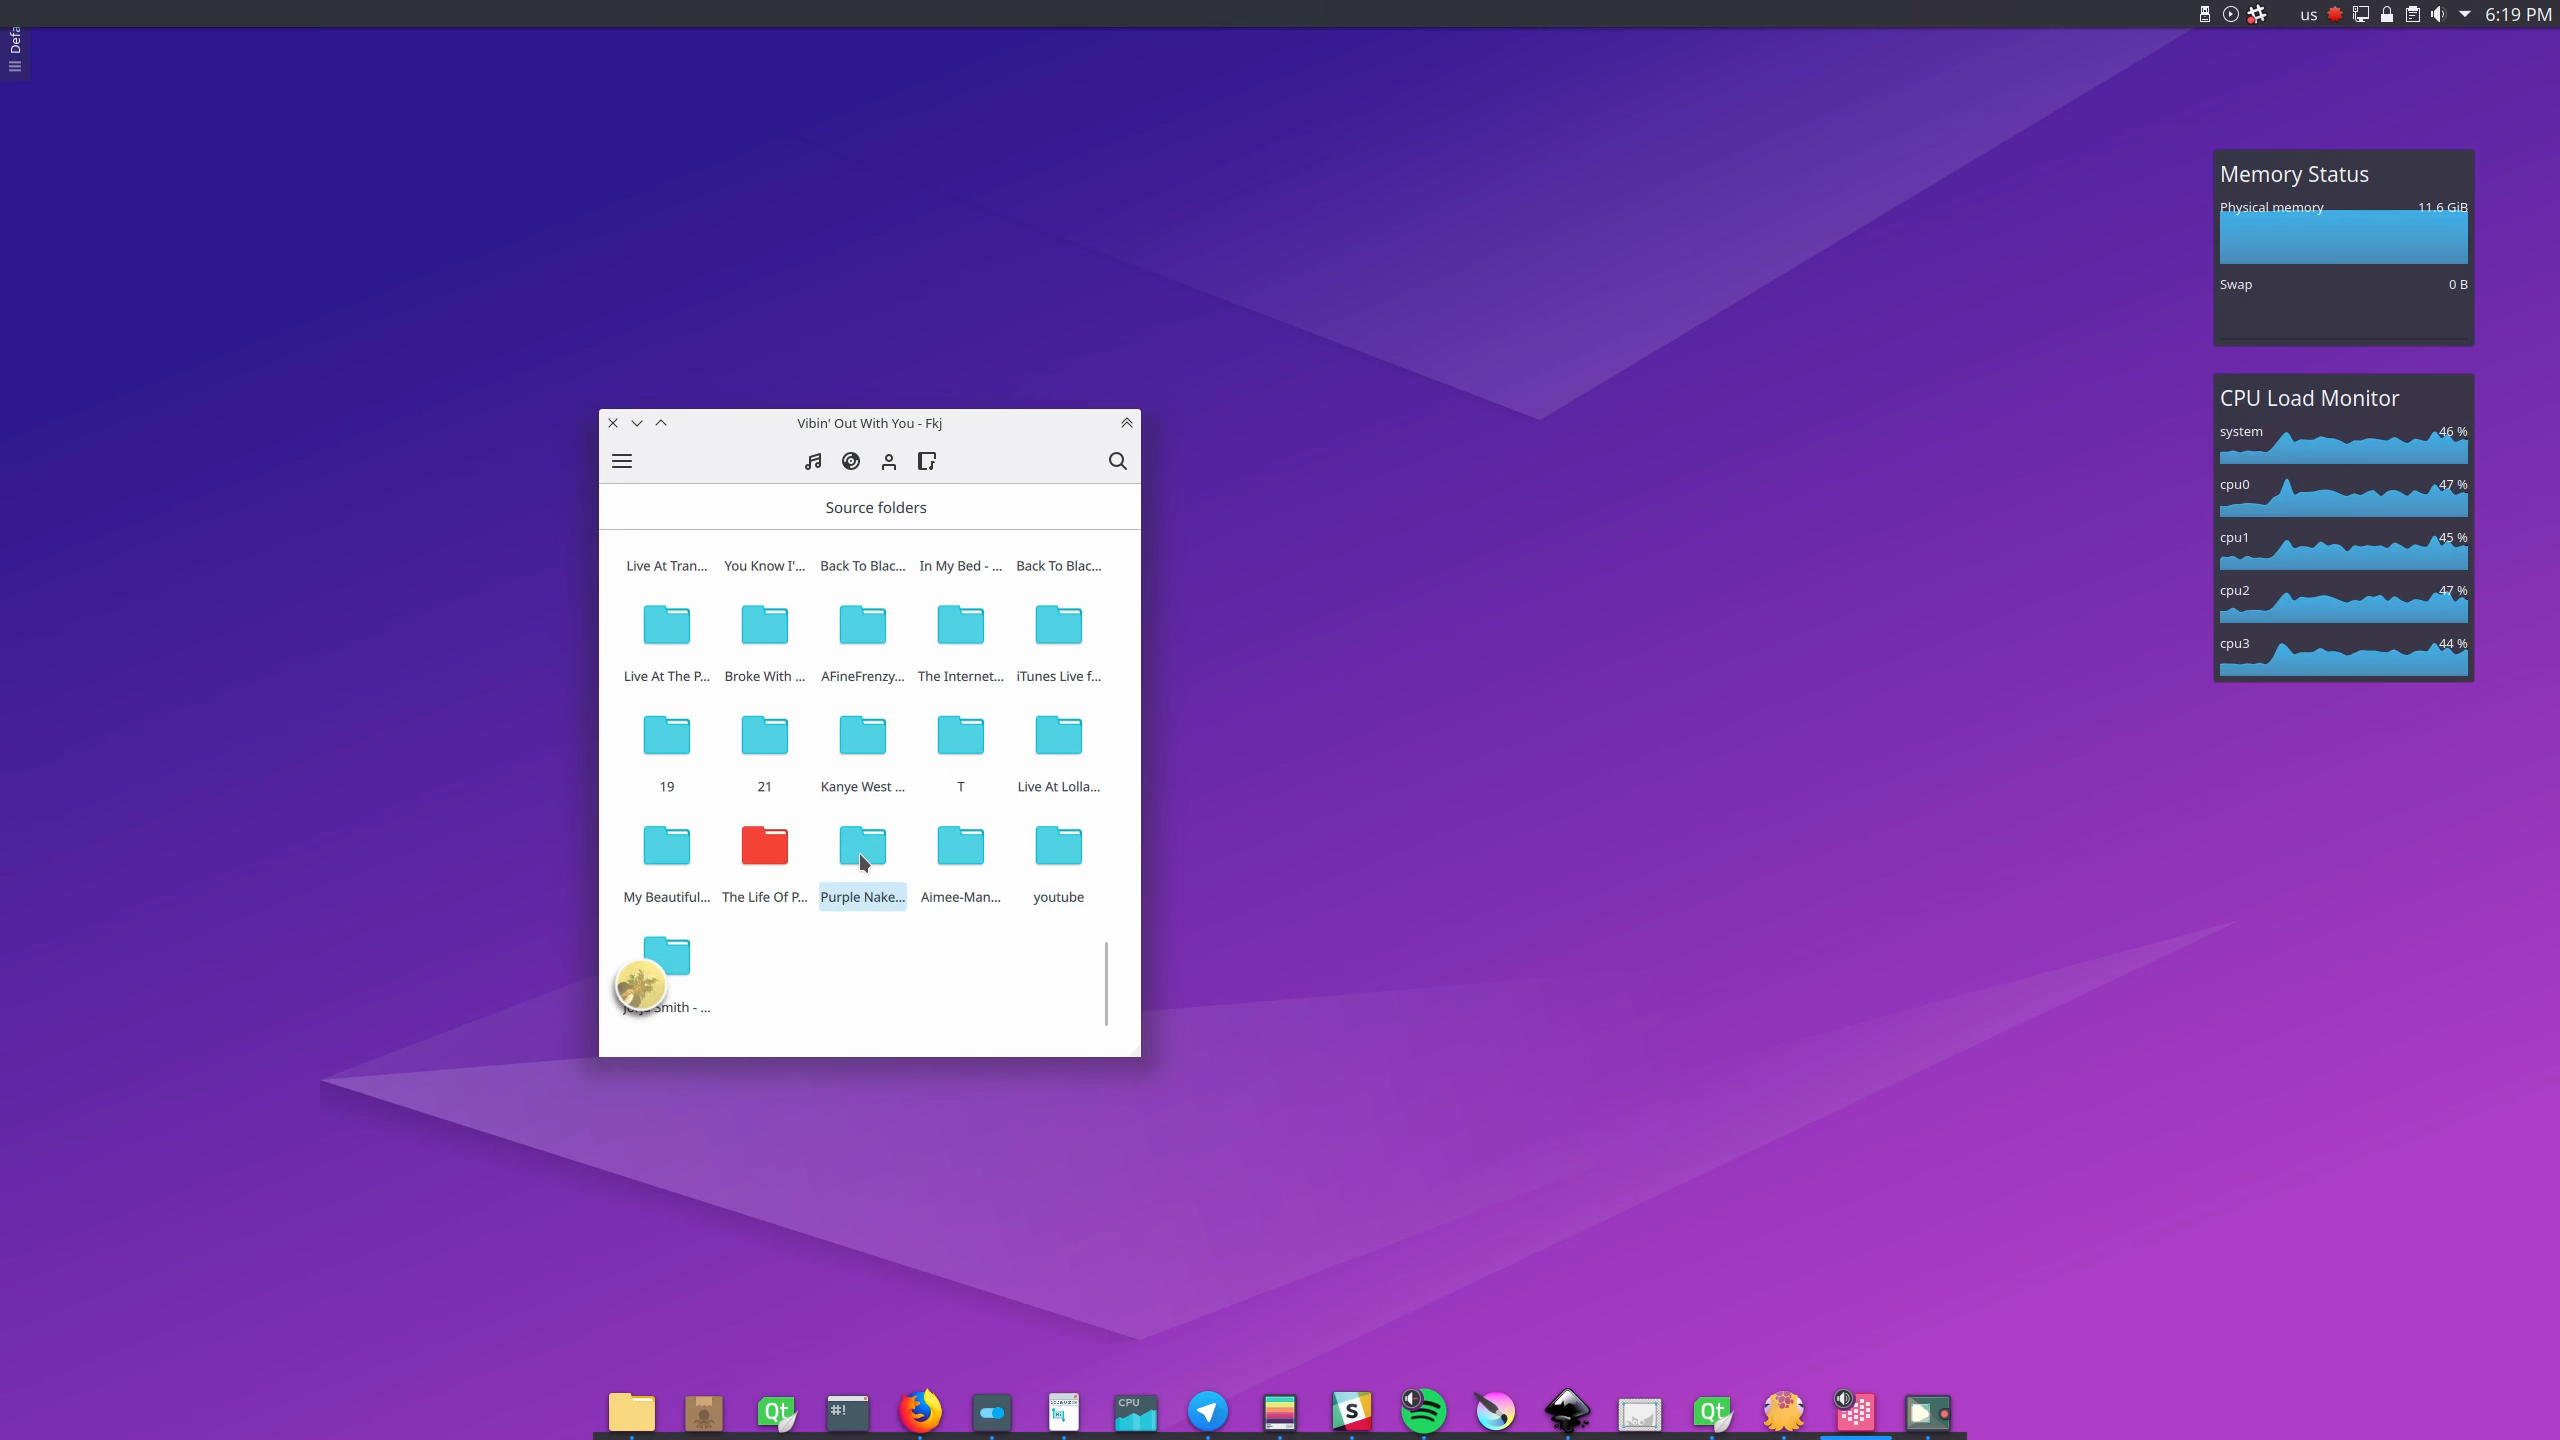 us 6:19 PM
Defa
Memory Status
Physical memory 11.6 GiB
Swap 0 B
CPU Load Monitor
system 46 %
cpu0 47 %
cpu1 45 %
cpu2 47 %
cpu3 44 %
Vibin' Out With You - Fkj
Source folders
Live At Tran... You Know I'... Back To Blac... In My Bed - ... Back To Blac...
Live At The P... Broke With ... AFineFrenzy... The Internet... iTunes Live f...
19 21 Kanye West ... T Live At Lolla...
My Beautiful... The Life Of P... Purple Nake... Aimee-Man... youtube
Smith - ...
Qt #! CPU S Qt